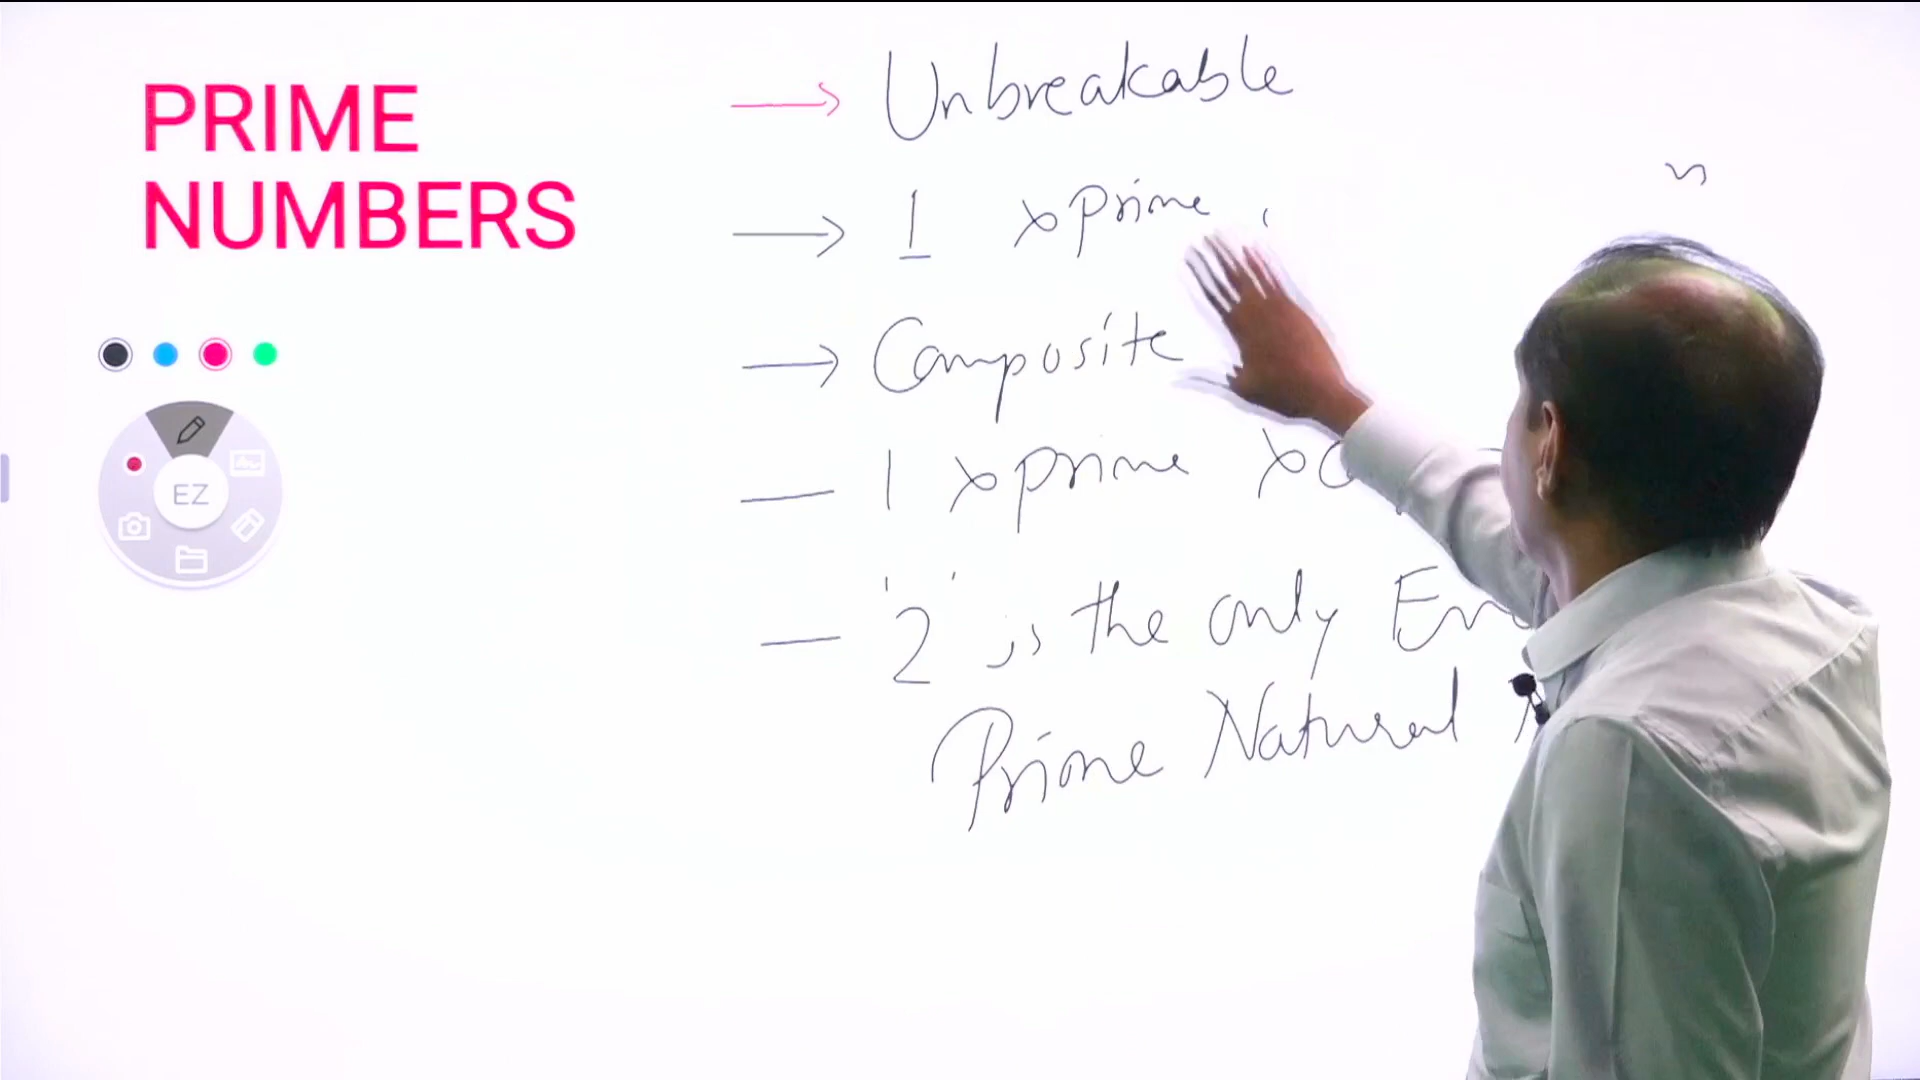 PRIME
NUMBERS
→ Unbreakable
→ 1 x Prime
→ Composite
EZ
— 1 x prime x
— '2' is the only
Prime Natural